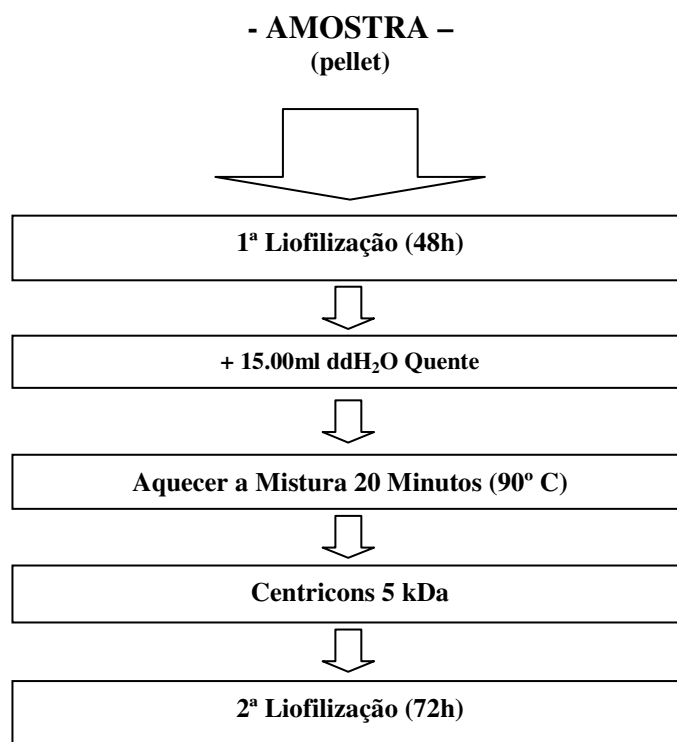 - AMOSTRA –
(pellet)
1ª Liofilização (48h)
+ 15.00ml ddH₂O Quente
Aquecer a Mistura 20 Minutos (90º C)
Centricons 5 kDa
2ª Liofilização (72h)